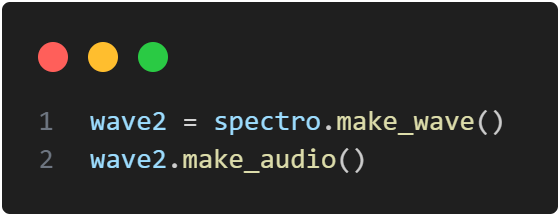 1 wave2 = spectro.make_wave()
2 wave2.make_audio()